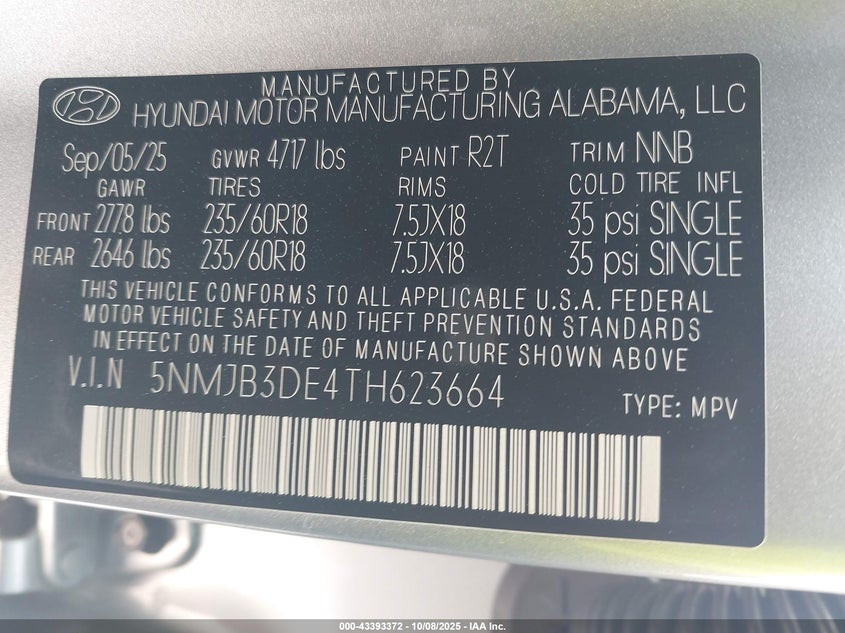 MANUFACTURED BY
HYUNDAI MOTOR MANUFACTURING ALABAMA, LLC
Sep/05/25 GVWR 4717 lbs PAINT R2T TRIM NNB
GAWR TIRES RIMS COLD TIRE INFL
FRONT 2778 lbs 235/60R18 7.5JX18 35 psi SINGLE
REAR 2646 lbs 235/60R18 7.5JX18 35 psi SINGLE
THIS VEHICLE CONFORMS TO ALL APPLICABLE U.S.A. FEDERAL
MOTOR VEHICLE SAFETY AND THEFT PREVENTION STANDARDS
IN EFFECT ON THE DATE OF MANUFACTURE SHOWN ABOVE
V.I.N 5NMJB3DE4TH623664
TYPE: MPV
000-43393372 - 10/08/2025 - IAA Inc.